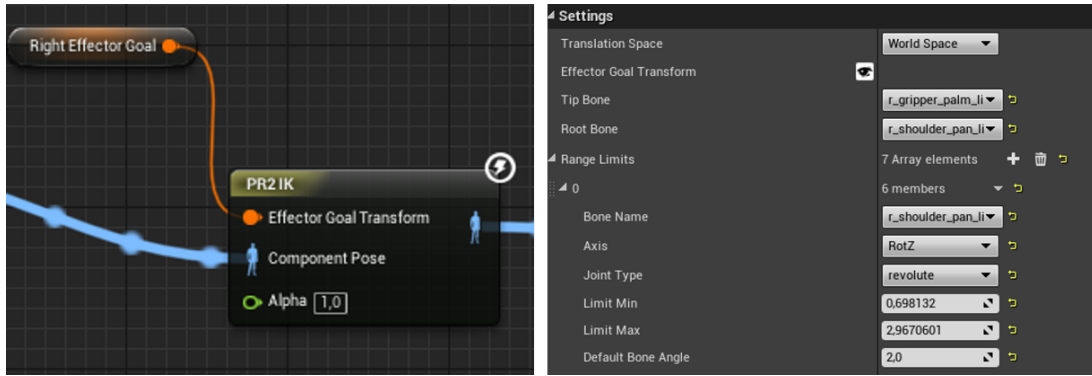 Right Effector Goal
PR2 IK
Effector Goal Transform
Component Pose
Alpha 1,0
Settings
Translation Space World Space
Effector Goal Transform
Tip Bone r_gripper_palm_li
Root Bone r_shoulder_pan_li
Range Limits 7 Array elements
0 6 members
Bone Name r_shoulder_pan_li
Axis RotZ
Joint Type revolute
Limit Min 0,698132
Limit Max 2,9670601
Default Bone Angle 2,0